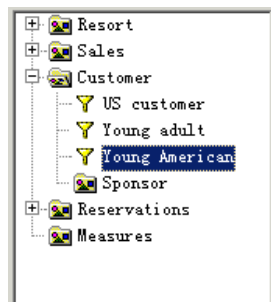 Resort
Sales
Customer
US customer
Young adult
Young American
Sponsor
Reservations
Measures